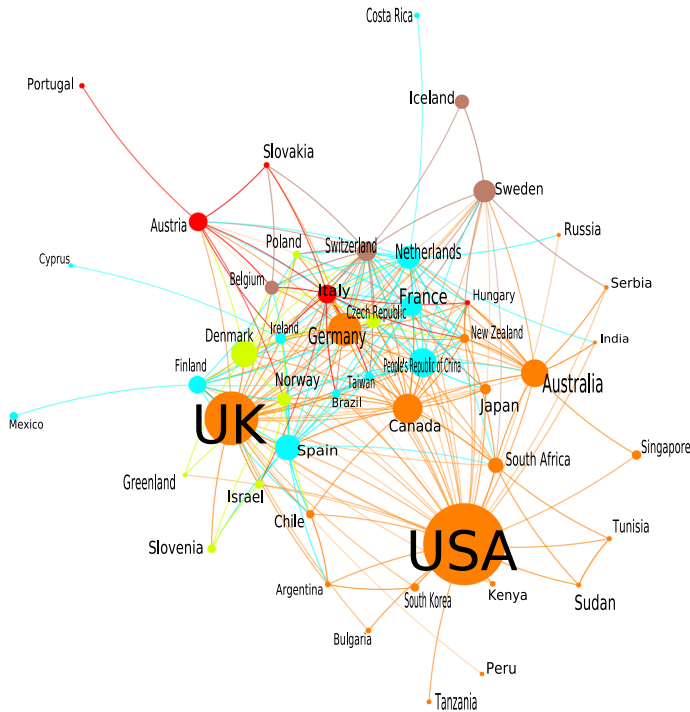 Costa Rica
Portugal
Iceland
Slovakia
Sweden
Austria
Poland
Switzerland
Netherlands
Russia
Cyprus
Belgium
Italy
France
Hungary
Serbia
Czech Republic
Ireland
Denmark
Germany
New Zealand
India
Finland
People's Republic of China
Norway
Taiwan
Australia
Mexico
UK
Brazil
Canada
Japan
Spain
Singapore
South Africa
Greenland
Israel
Chile
Slovenia
Tunisia
USA
Argentina
South Korea
Kenya
Sudan
Bulgaria
Peru
Tanzania